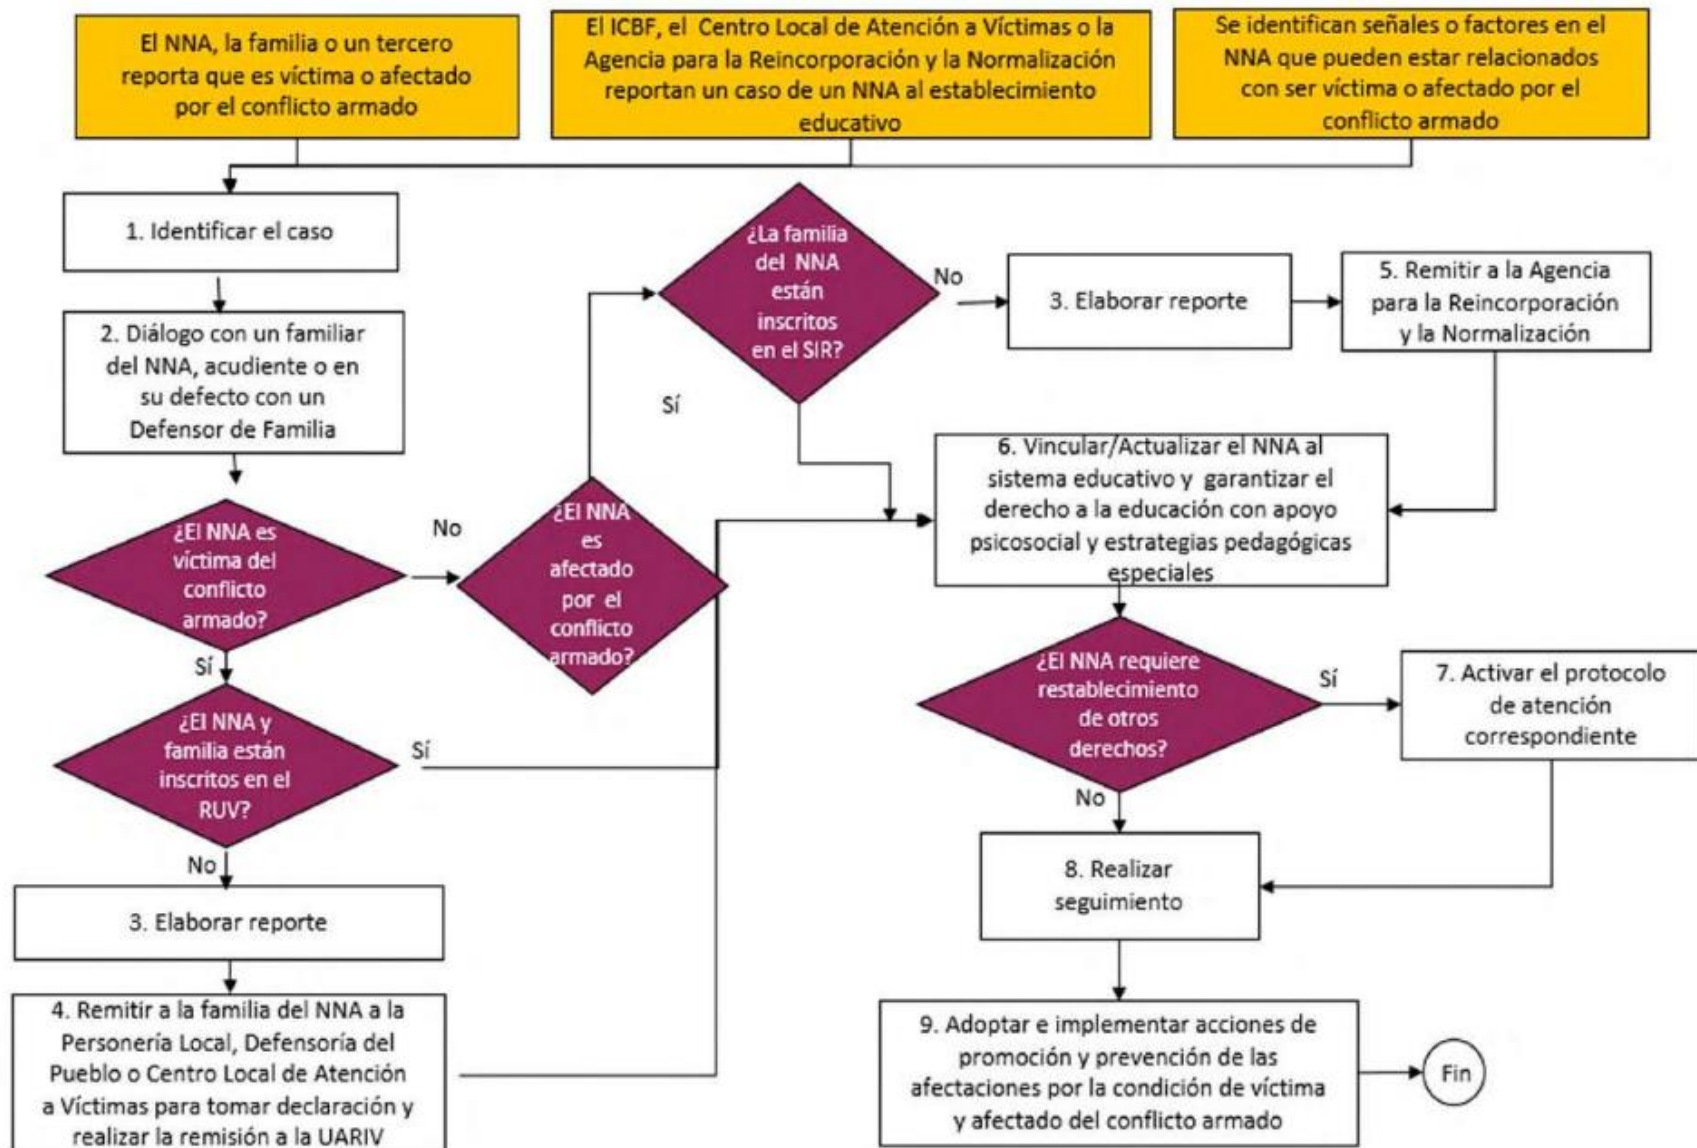 El NNA, la familia o un tercero
reporta que es víctima o afectado
por el conflicto armado
El ICBF, el Centro Local de Atención a Víctimas o la
Agencia para la Reincorporación y la Normalización
reportan un caso de un NNA al establecimiento
educativo
Se identifican señales o factores en el
NNA que pueden estar relacionados
con ser víctima o afectado por el
conflicto armado
1. Identificar el caso
2. Diálogo con un familiar
del NNA, acudiente o en
su defecto con un
Defensor de Familia
¿El NNA es
víctima del
conflicto
armado?
No
Sí
¿El NNA
es
afectado
por el
conflicto
armado?
¿La familia
del NNA
están
inscritos
en el SIR?
No
Sí
3. Elaborar reporte
5. Remitir a la Agencia
para la Reincorporación
y la Normalización
¿El NNA y
familia están
inscritos en el
RUV?
Sí
No
3. Elaborar reporte
4. Remitir a la familia del NNA a la
Personería Local, Defensoría del
Pueblo o Centro Local de Atención
a Víctimas para tomar declaración y
realizar la remisión a la UARIV
6. Vincular/Actualizar el NNA al
sistema educativo y garantizar el
derecho a la educación con apoyo
psicosocial y estrategias pedagógicas
especiales
¿El NNA requiere
restablecimiento
de otros
derechos?
Sí
No
7. Activar el protocolo
de atención
correspondiente
8. Realizar
seguimiento
9. Adoptar e implementar acciones de
promoción y prevención de las
afectaciones por la condición de víctima
y afectado del conflicto armado
Fin